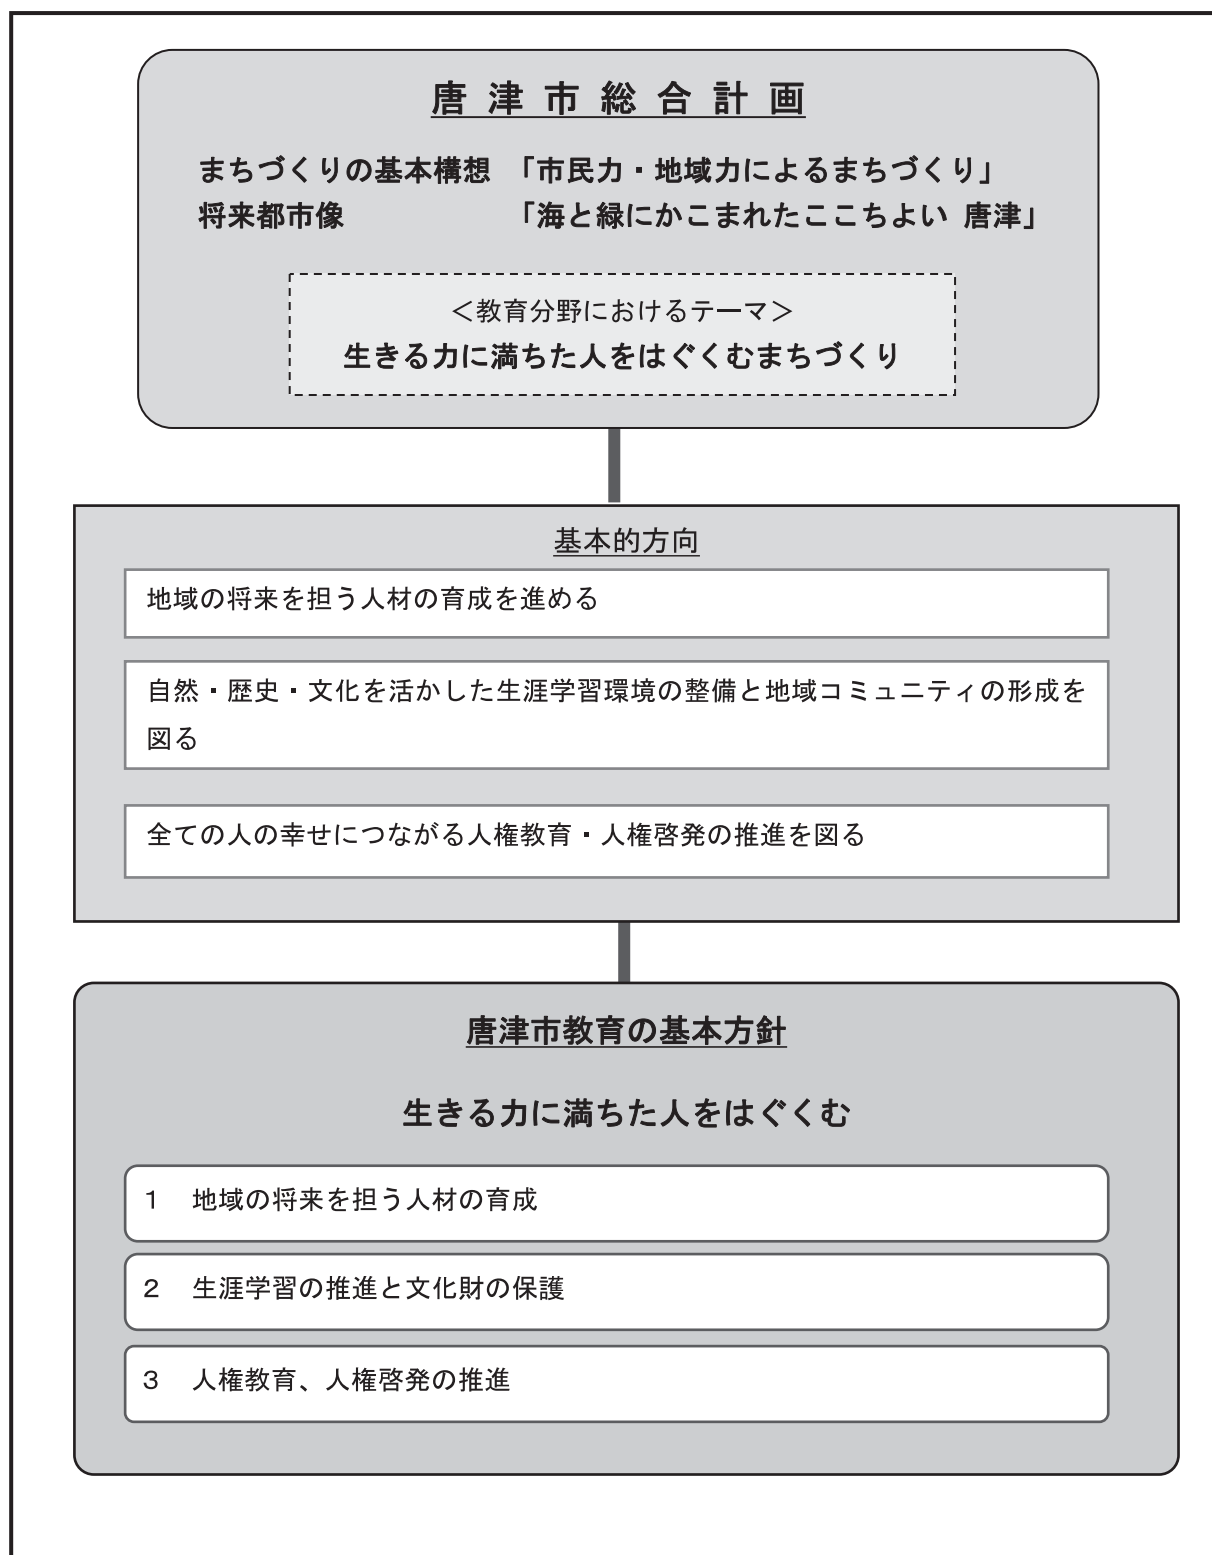 唐津市総合計画
まちづくりの基本構想 「市民力・地域力によるまちづくり」
将来都市像 「海と緑にかこまれたここちよい 唐津」
＜教育分野におけるテーマ＞
生きる力に満ちた人をはぐくむまちづくり
基本的方向
地域の将来を担う人材の育成を進める
自然・歴史・文化を活かした生涯学習環境の整備と地域コミュニティの形成を
図る
全ての人の幸せにつながる人権教育・人権啓発の推進を図る
唐津市教育の基本方針
生きる力に満ちた人をはぐくむ
1 地域の将来を担う人材の育成
2 生涯学習の推進と文化財の保護
3 人権教育、人権啓発の推進